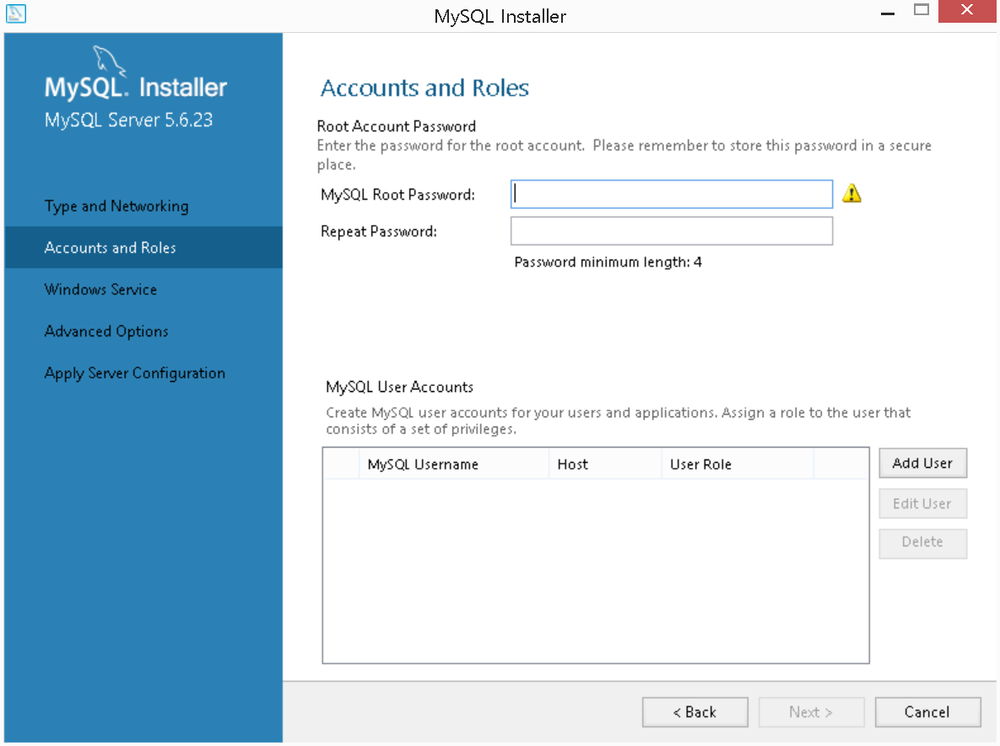 MySQL Installer
MySQL. Installer
MySQL Server 5.6.23
Type and Networking
Accounts and Roles
Windows Service
Advanced Options
Apply Server Configuration
Accounts and Roles
Root Account Password
Enter the password for the root account.  Please remember to store this password in a secure
place.
MySQL Root Password:
Repeat Password:
Password minimum length: 4
MySQL User Accounts
Create MySQL user accounts for your users and applications. Assign a role to the user that
consists of a set of privileges.
MySQL Username Host User Role
Add User
Edit User
Delete
< Back Next > Cancel